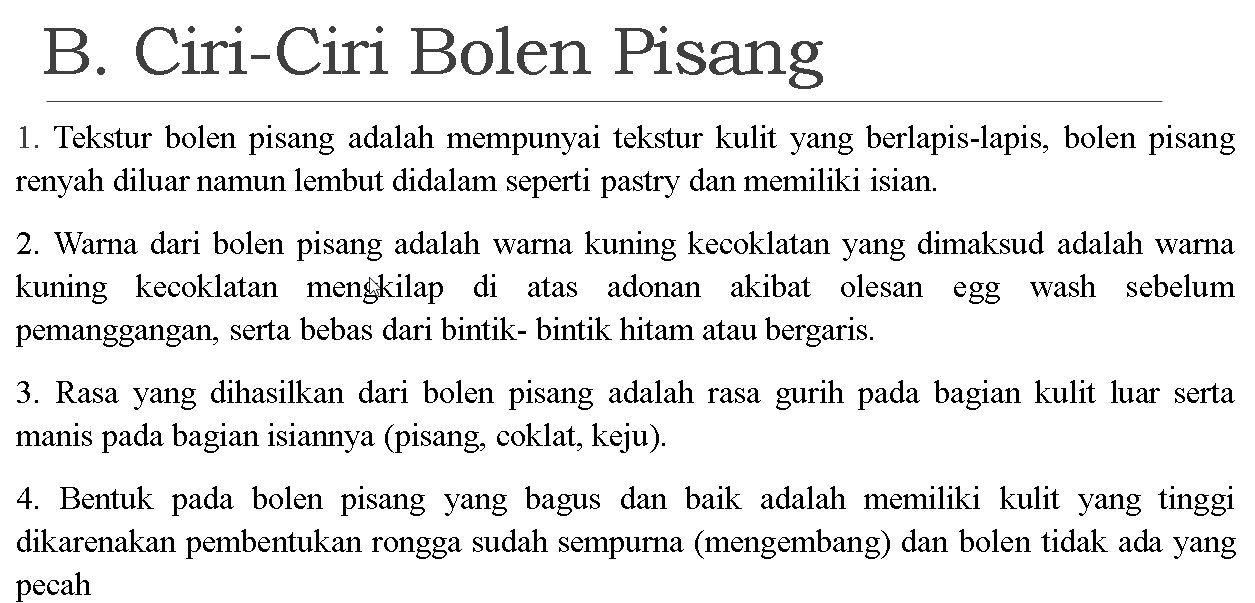 B. Ciri-Ciri Bolen Pisang
1. Tekstur bolen pisang adalah mempunyai tekstur kulit yang berlapis-lapis, bolen pisang
renyah diluar namun lembut didalam seperti pastry dan memiliki isian.
2. Warna dari bolen pisang adalah warna kuning kecoklatan yang dimaksud adalah warna
kuning kecoklatan mengkilap di atas adonan akibat olesan egg wash sebelum
pemanggangan, serta bebas dari bintik- bintik hitam atau bergaris.
3. Rasa yang dihasilkan dari bolen pisang adalah rasa gurih pada bagian kulit luar serta
manis pada bagian isiannya (pisang, coklat, keju).
4. Bentuk pada bolen pisang yang bagus dan baik adalah memiliki kulit yang tinggi
dikarenakan pembentukan rongga sudah sempurna (mengembang) dan bolen tidak ada yang
pecah